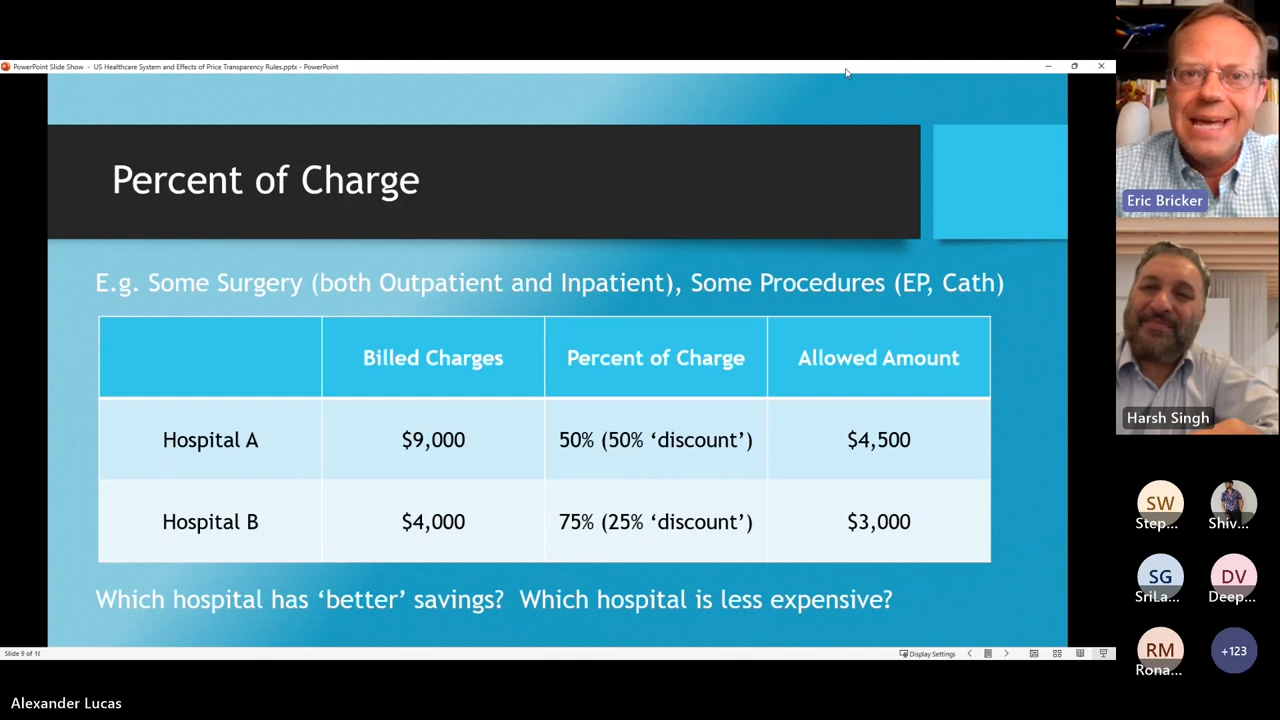 PowerPoint Slide Show - US Healthcare System and Effects of Price Transparency Rules.pptx - PowerPoint
Percent of Charge
E.g. Some Surgery (both Outpatient and Inpatient), Some Procedures (EP, Cath)
Billed Charges Percent of Charge Allowed Amount
Hospital A $9,000 50% (50% ‘discount’) $4,500
Hospital B $4,000 75% (25% ‘discount’) $3,000
Which hospital has ‘better’ savings? Which hospital is less expensive?
Slide 9 of 16
Display Settings
Alexander Lucas
Eric Bricker
Harsh Singh
SW
Step...
Shiv...
SG
SriLa...
DV
Deep...
RM
Rona...
+123